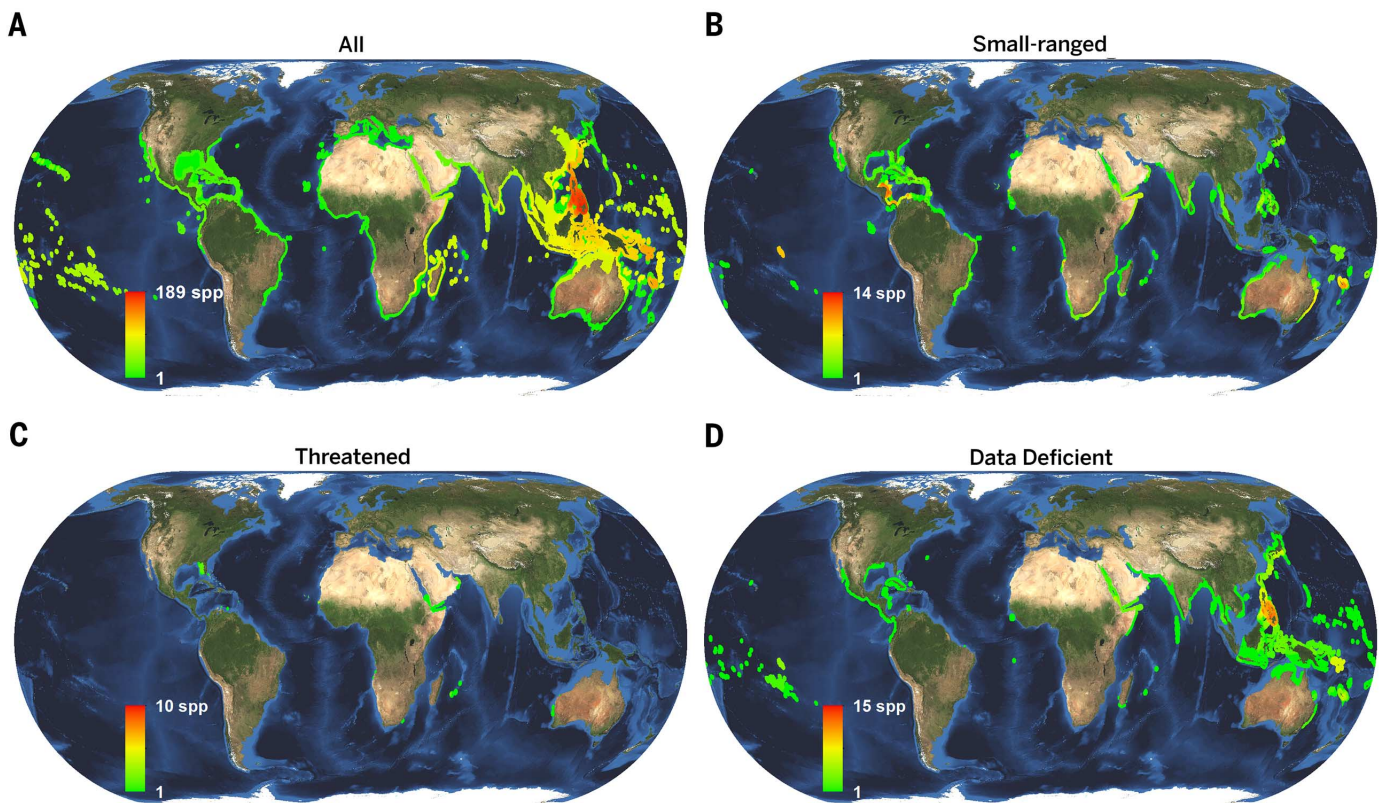 A
All
189 spp
1
B
Small-ranged
14 spp
1
C
Threatened
10 spp
1
D
Data Deficient
15 spp
1